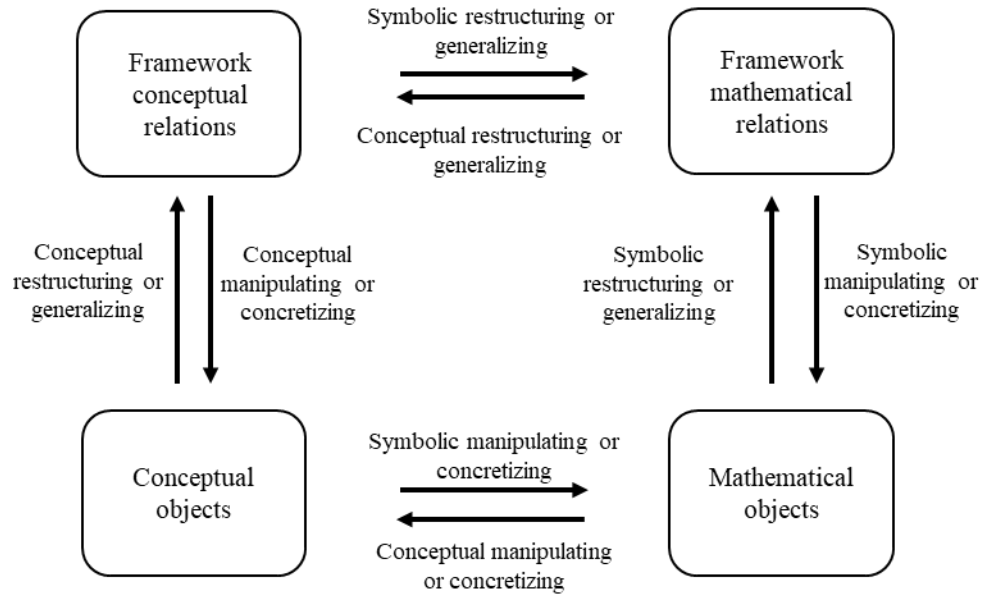 Symbolic restructuring or
generalizing
Framework
conceptual
relations
Framework
mathematical
relations
Conceptual restructuring or
generalizing
Conceptual
restructuring or
generalizing
Conceptual
manipulating or
concretizing
Symbolic
restructuring or
generalizing
Symbolic
manipulating or
concretizing
Conceptual
objects
Symbolic manipulating or
concretizing
Mathematical
objects
Conceptual manipulating
or concretizing